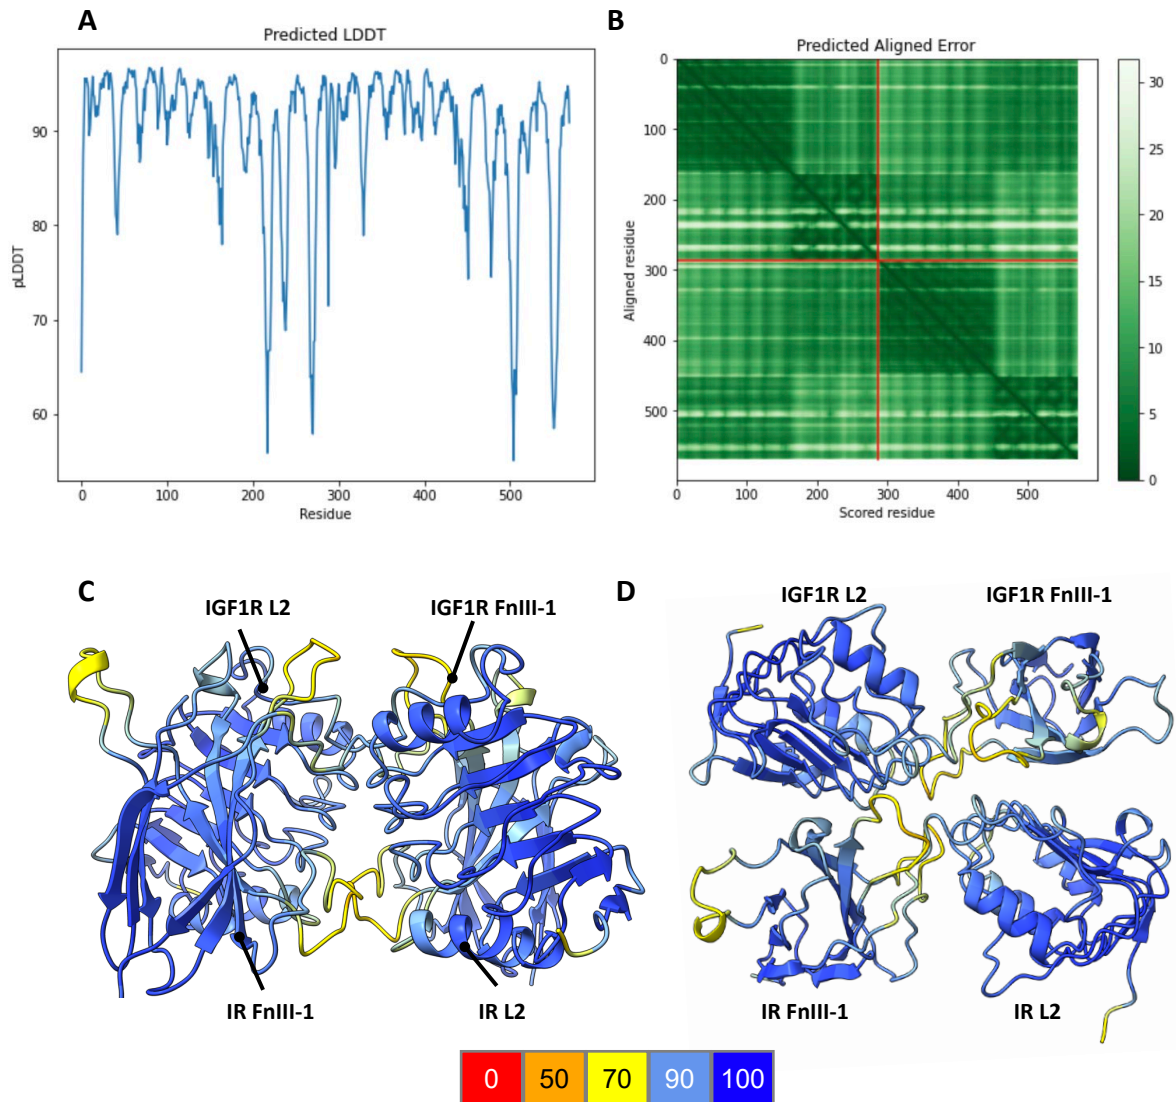 A
Predicted LDDT
pLDDT
90
80
70
60
0
100
200
300
400
500
Residue
B
Predicted Aligned Error
Aligned residue
0
100
200
300
400
500
0
100
200
300
400
500
Scored residue
30
25
20
15
10
5
0
C
IGF1R L2
IGF1R FnIII-1
IR FnIII-1
IR L2
D
IGF1R L2
IGF1R FnIII-1
IR FnIII-1
IR L2
0 50 70 90 100